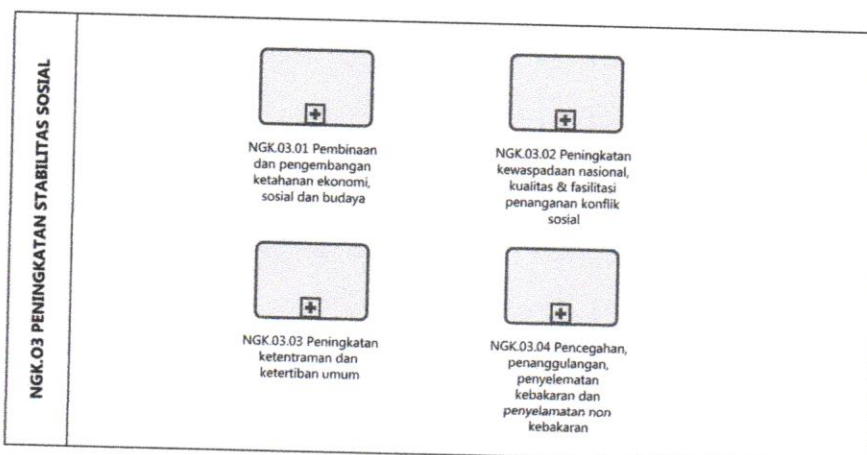 NGK.O3 PENINGKATAN STABILITAS SOSIAL
NGK.03.01 Pembinaan
dan pengembangan
ketahanan ekonomi,
sosial dan budaya
NGK.03.02 Peningkatan
kewaspadaan nasional,
kualitas & fasilitasi
penanganan konflik
sosial
NGK.03.03 Peningkatan
ketentraman dan
ketertiban umum
NGK.03.04 Pencegahan,
penanggulangan,
penyelematan
kebakaran dan
penyelamatan non
kebakaran